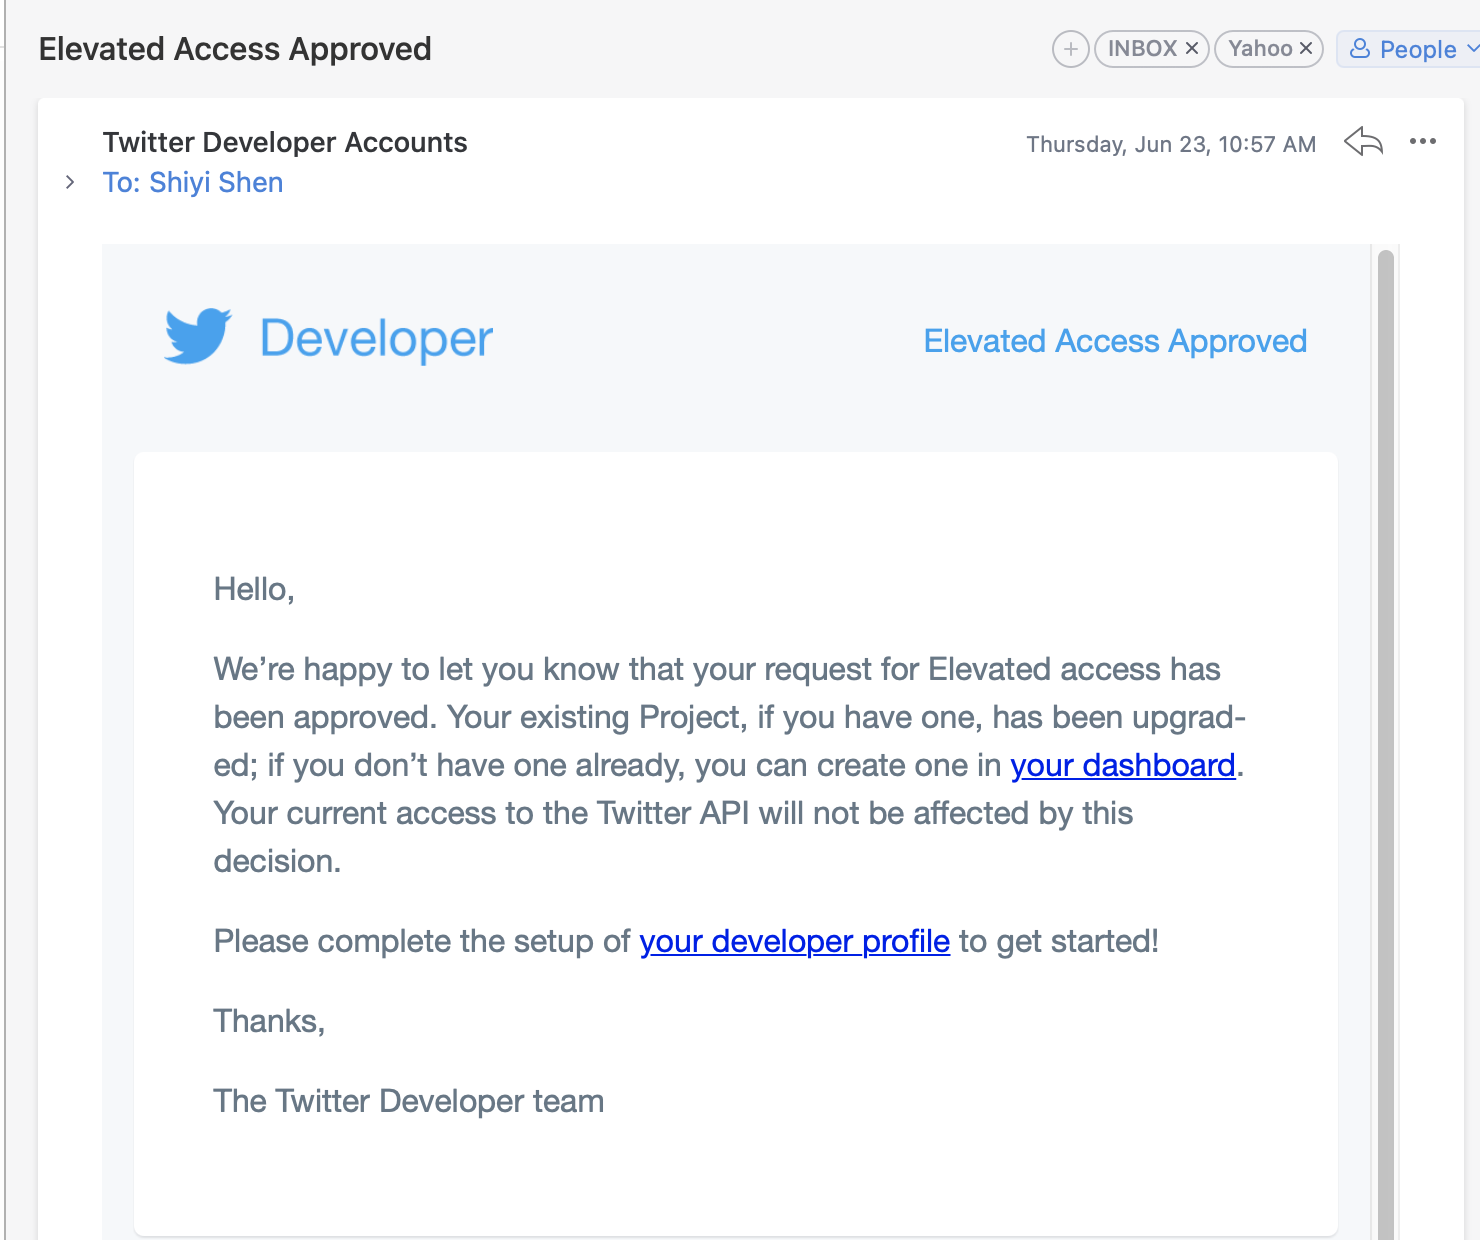 Elevated Access Approved
INBOX
Yahoo
People
Twitter Developer Accounts
Thursday, Jun 23, 10:57 AM
To: Shiyi Shen
Developer
Elevated Access Approved
Hello,
We’re happy to let you know that your request for Elevated access has
been approved. Your existing Project, if you have one, has been upgrad-
ed; if you don’t have one already, you can create one in your dashboard.
Your current access to the Twitter API will not be affected by this
decision.
Please complete the setup of your developer profile to get started!
Thanks,
The Twitter Developer team